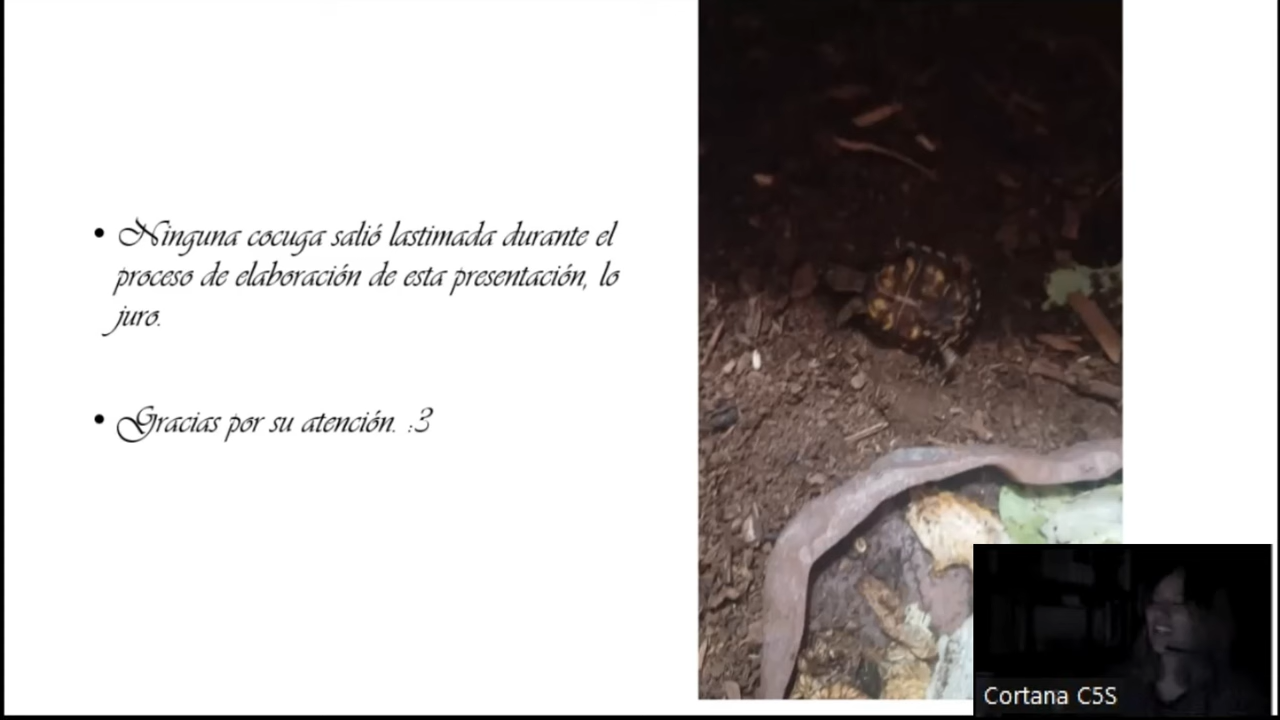 • Ninguna cocuga salió lastimada durante el
proceso de elaboración de esta presentación, lo
juro.
• Gracias por su atención. :3
Cortana C5S